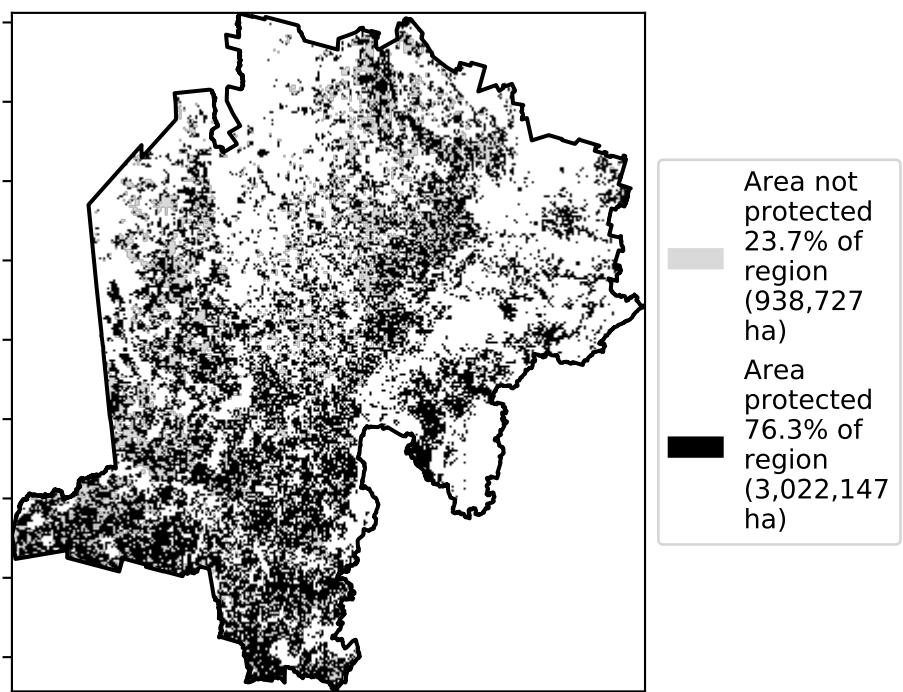 Area not
protected
23.7% of
region
(938,727
ha)
Area
protected
76.3% of
region
(3,022,147
ha)